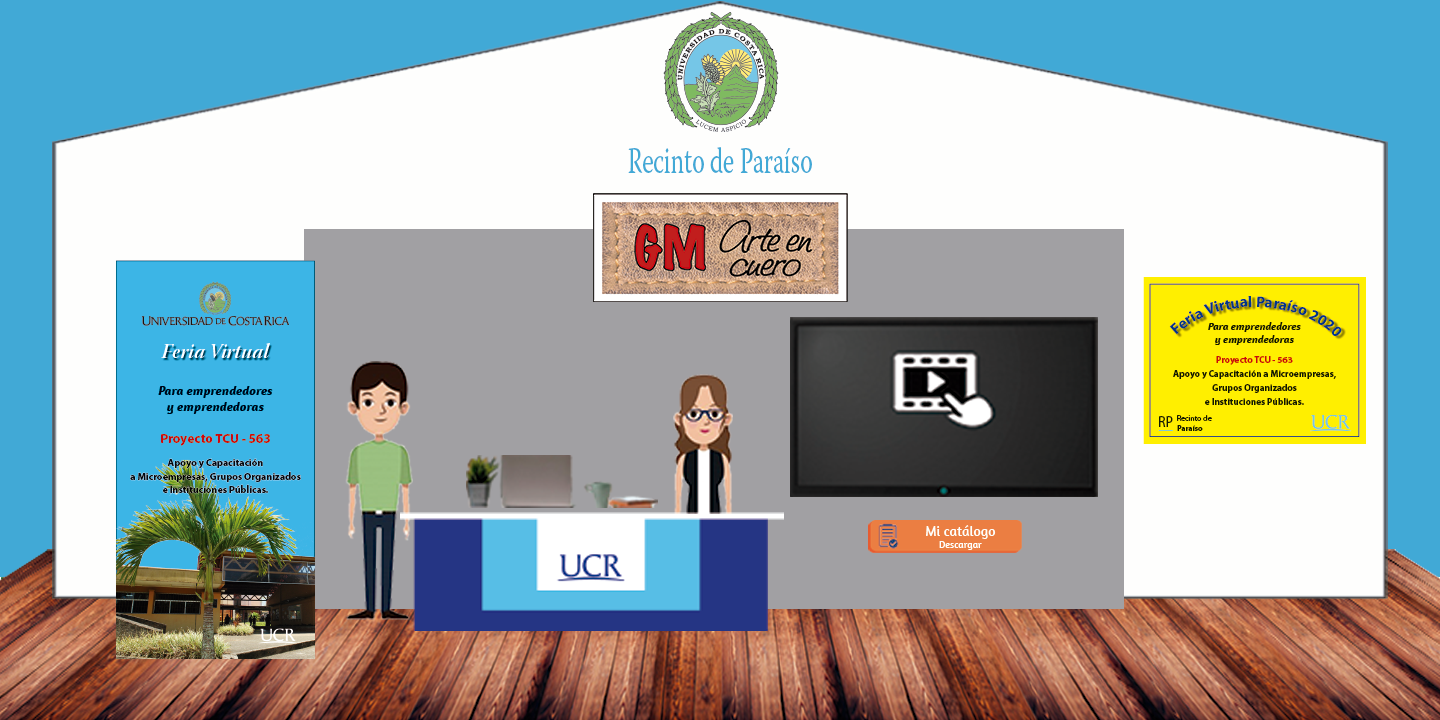 UNIVERSIDAD DE COSTA RICA
LUCEM ASPICIO
Recinto de Paraíso
GM Arte en
cuero
UNIVERSIDAD DE COSTA RICA
Feria Virtual
Para emprendedores
y emprendedoras
Proyecto TCU - 563
Apoyo y Capacitación
a Microempresas, Grupos Organizados
e Instituciones Públicas.
UCR
UCR
Mi catálogo
Descargar
Feria Virtual Paraíso 2020
Para emprendedores
y emprendedoras
Proyecto TCU - 563
Apoyo y Capacitación a Microempresas,
Grupos Organizados
e Instituciones Públicas.
RP Recinto de
Paraíso
UCR